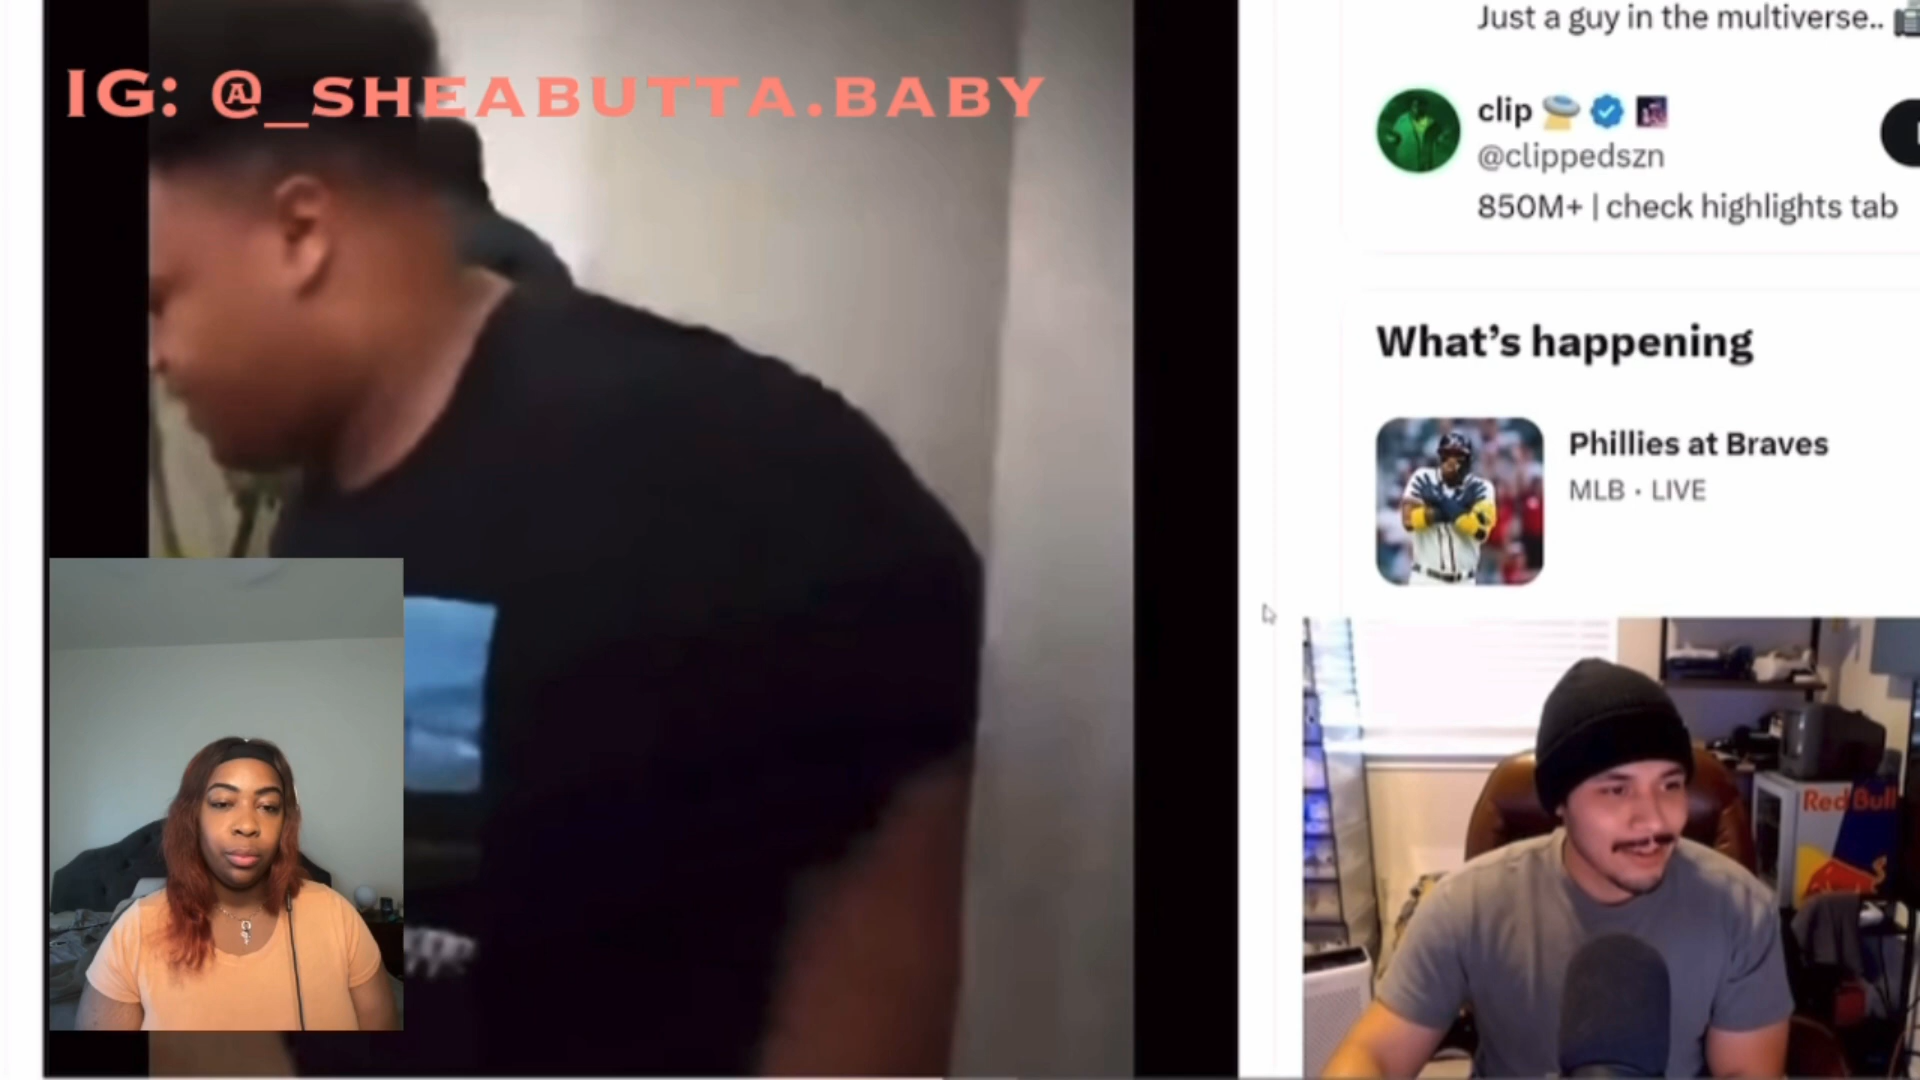 IG: @_SHEABUTTA.BABY
Just a guy in the multiverse..
clip
@clippedszn
850M+ | check highlights tab
What's happening
Phillies at Braves
MLB · LIVE
Red Bull